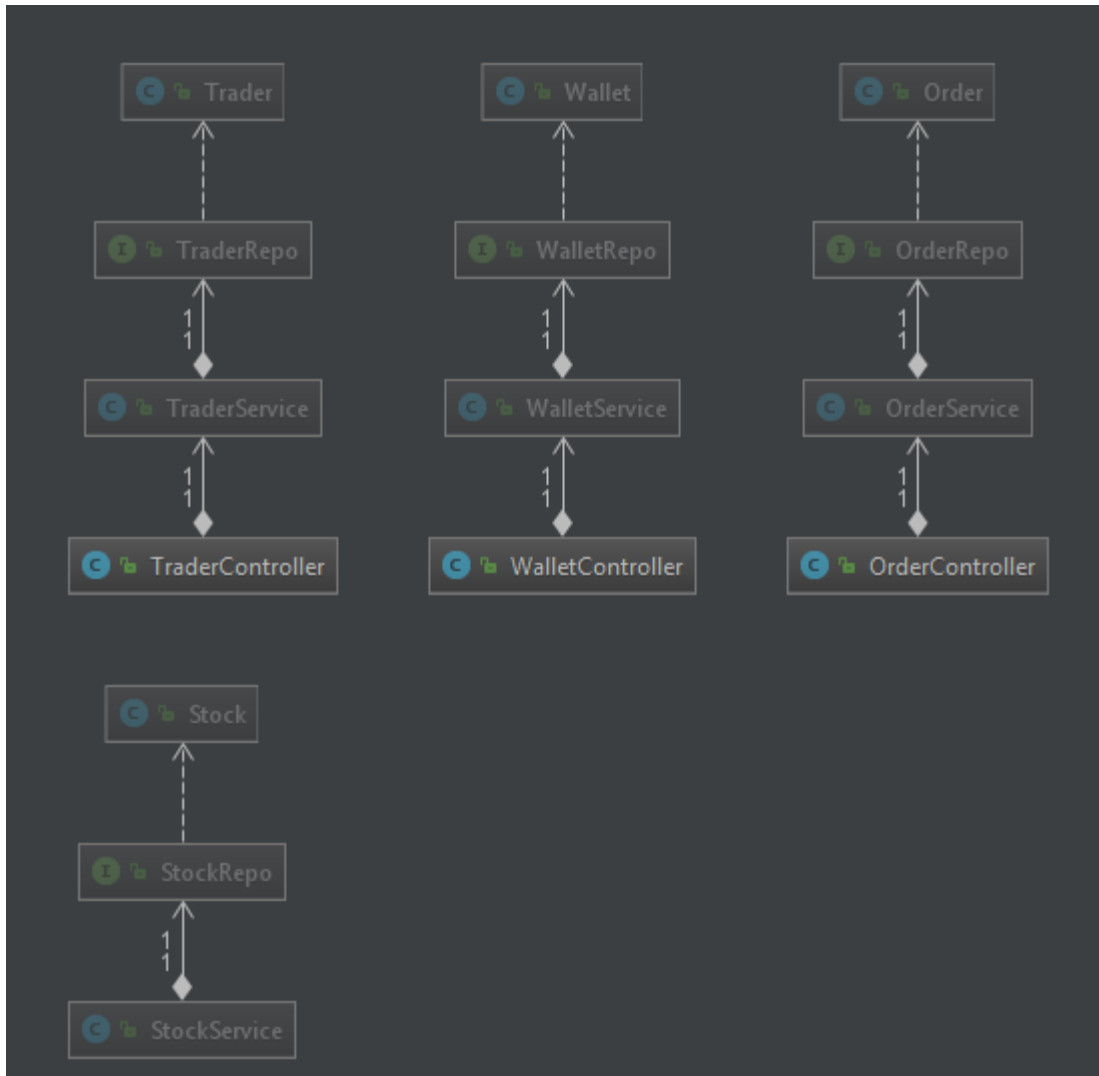 C Trader
C Wallet
C Order
I TraderRepo
I WalletRepo
I OrderRepo
1
1
1
1
1
1
C TraderService
C WalletService
C OrderService
1
1
1
1
1
1
C TraderController
C WalletController
C OrderController
C Stock
I StockRepo
1
1
C StockService